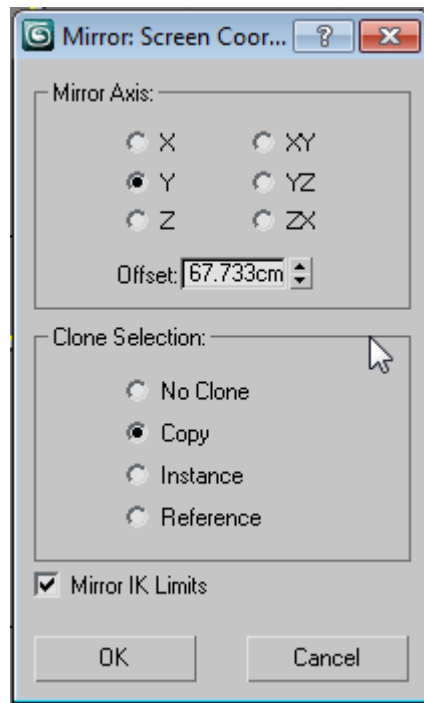 Mirror: Screen Coor...
Mirror Axis:
X XY
Y YZ
Z ZX
Offset: 67.733cm
Clone Selection:
No Clone
Copy
Instance
Reference
Mirror IK Limits
OK Cancel